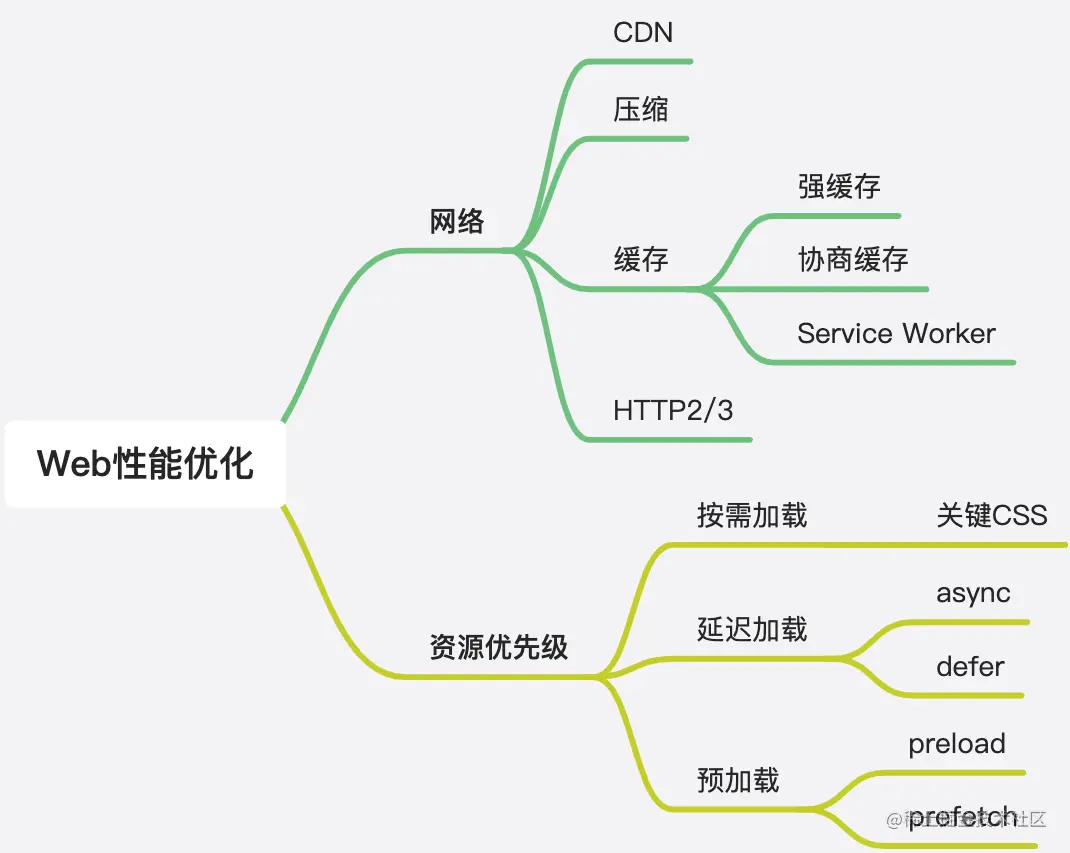 Web性能优化
网络
CDN
压缩
缓存
强缓存
协商缓存
Service Worker
HTTP2/3
资源优先级
按需加载
关键CSS
延迟加载
async
defer
预加载
preload
prefetch
@稀土掘金技术社区